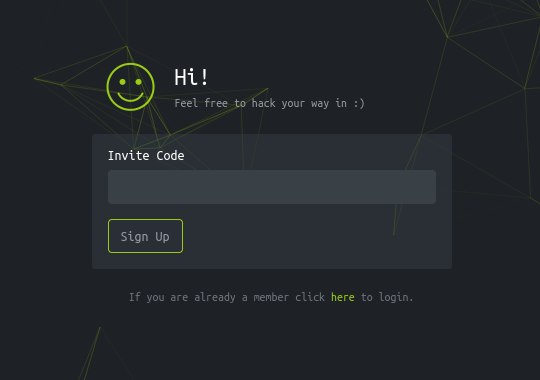 Hi!
Feel free to hack your way in :)
Invite Code
Sign Up
If you are already a member click here to login.